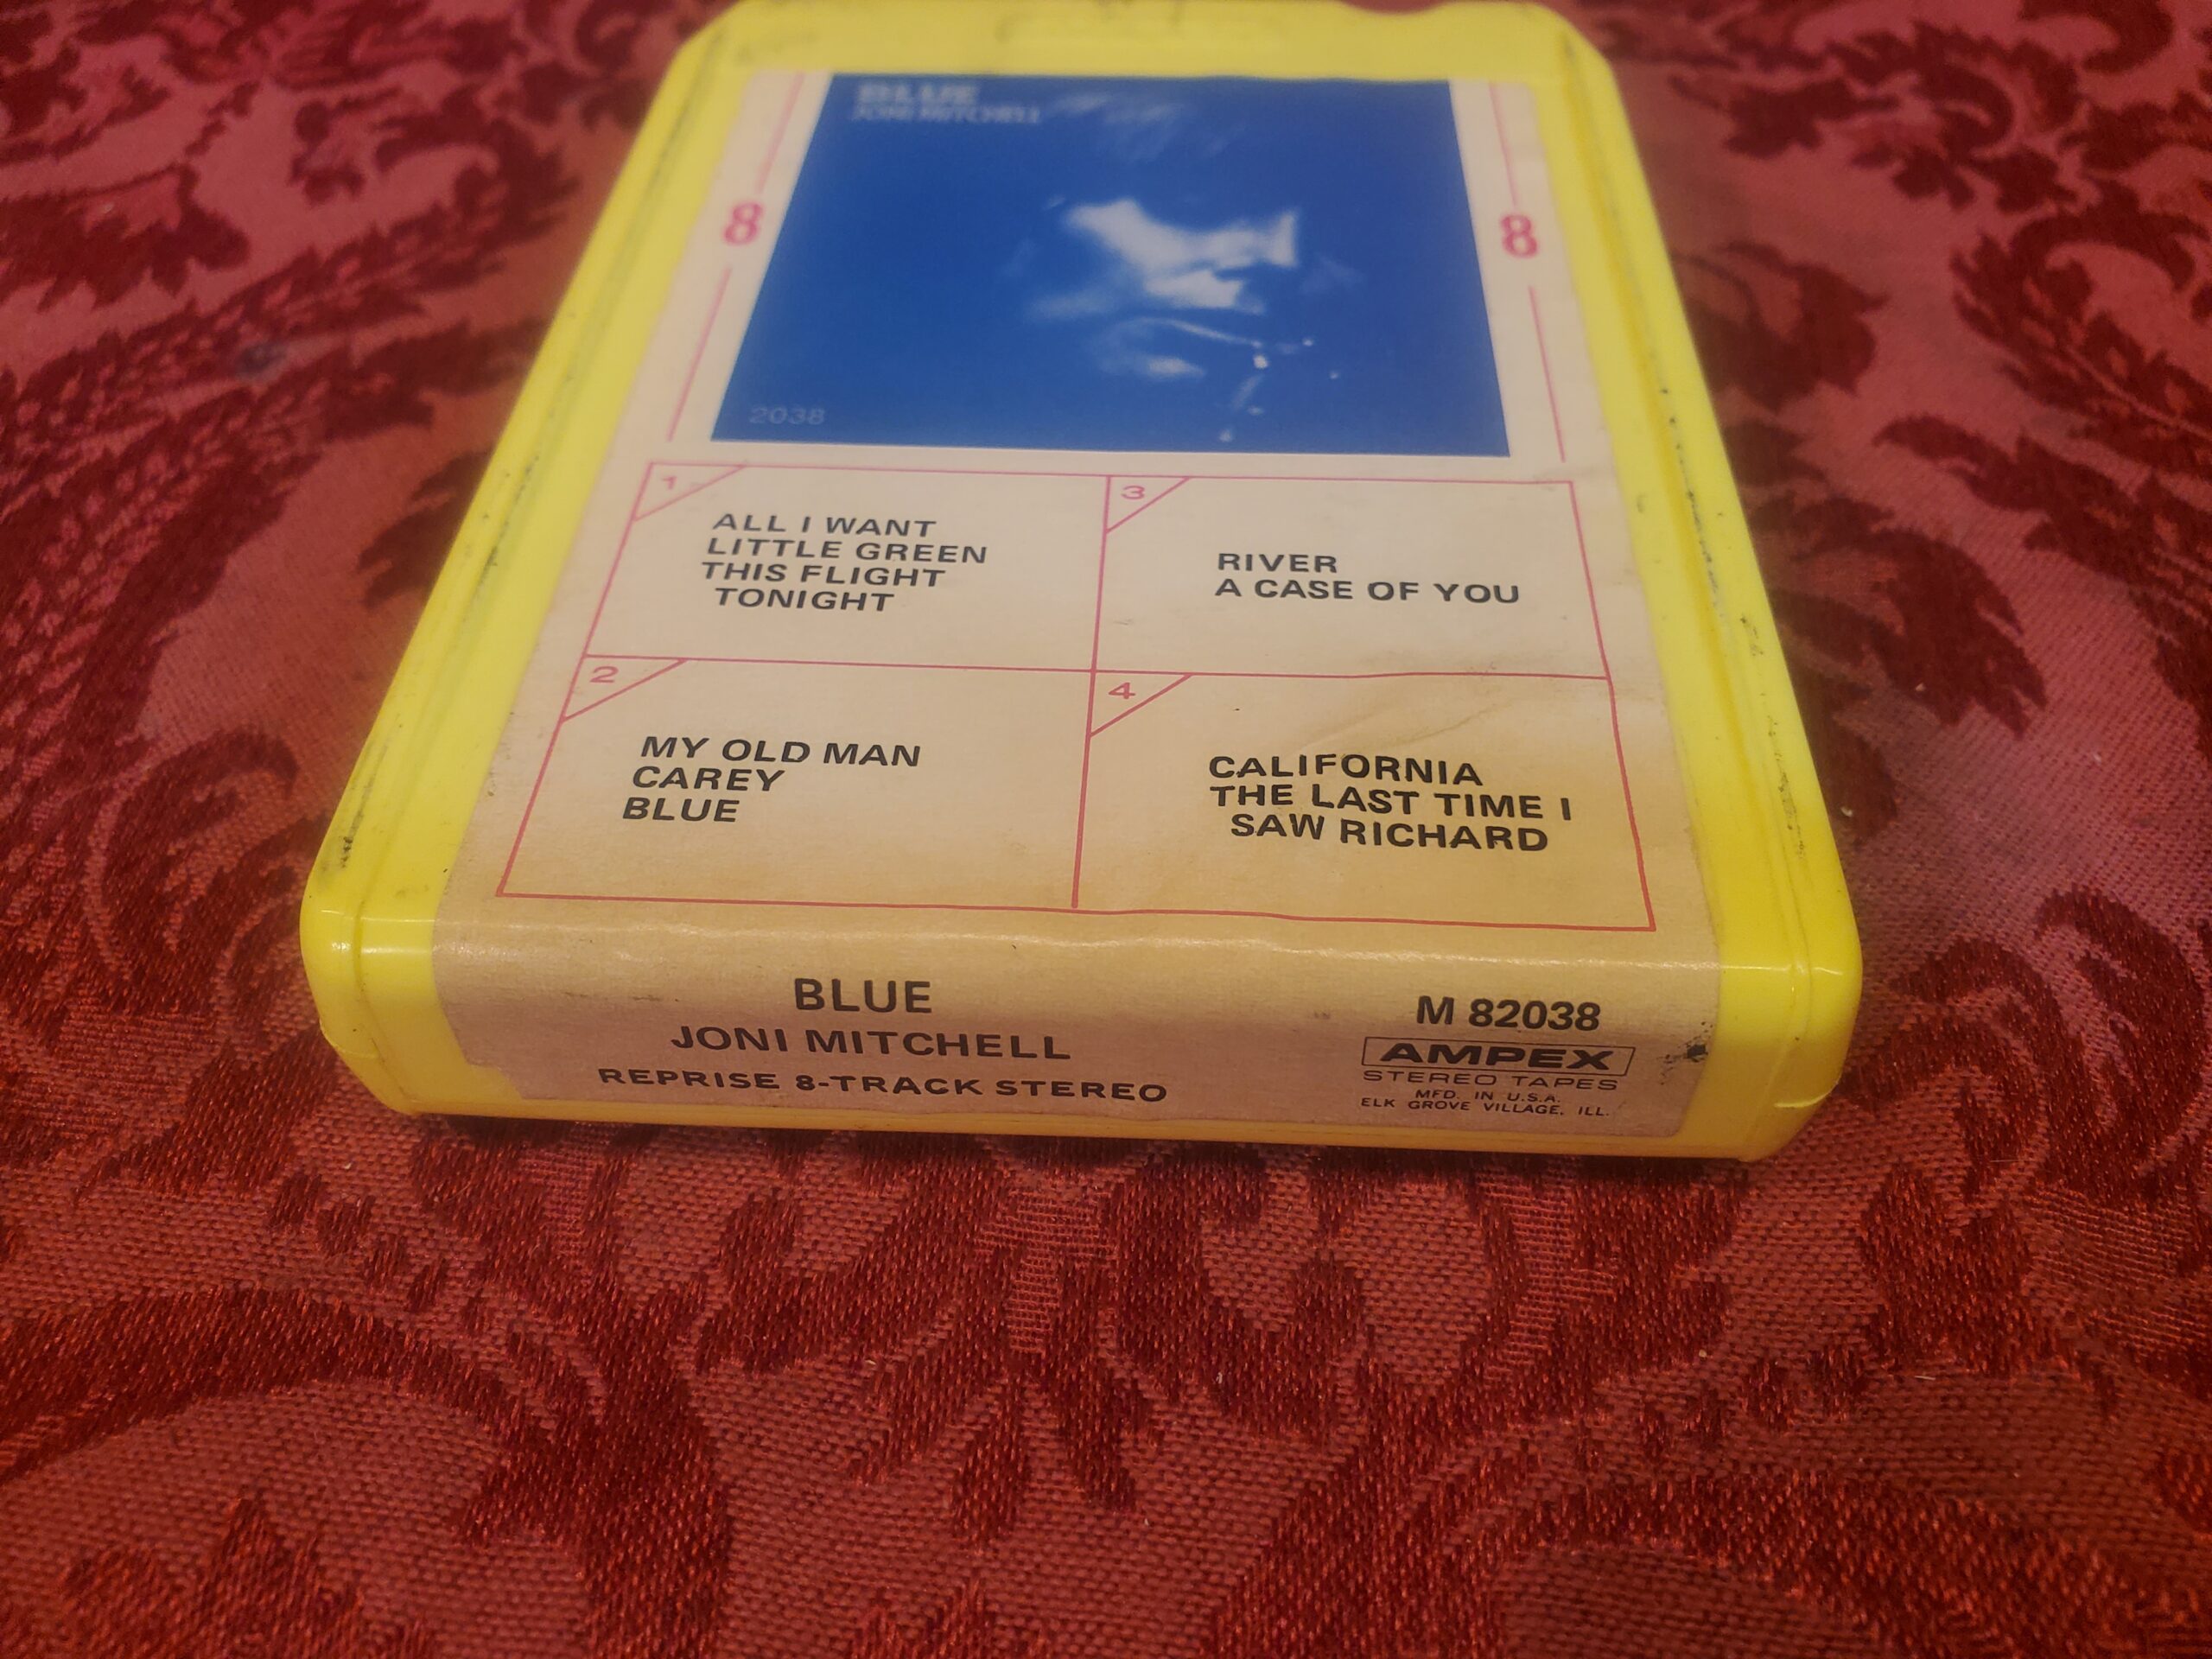 BLUE
JONI MITCHELL
8
8
2038
1
ALL I WANT
LITTLE GREEN
THIS FLIGHT
TONIGHT
3
RIVER
A CASE OF YOU
2
MY OLD MAN
CAREY
BLUE
4
CALIFORNIA
THE LAST TIME I
SAW RICHARD
BLUE
JONI MITCHELL
REPRISE 8-TRACK STEREO
M 82038
AMPEX
STEREO TAPES
MFD. IN U.S.A.
ELK GROVE VILLAGE, ILL.